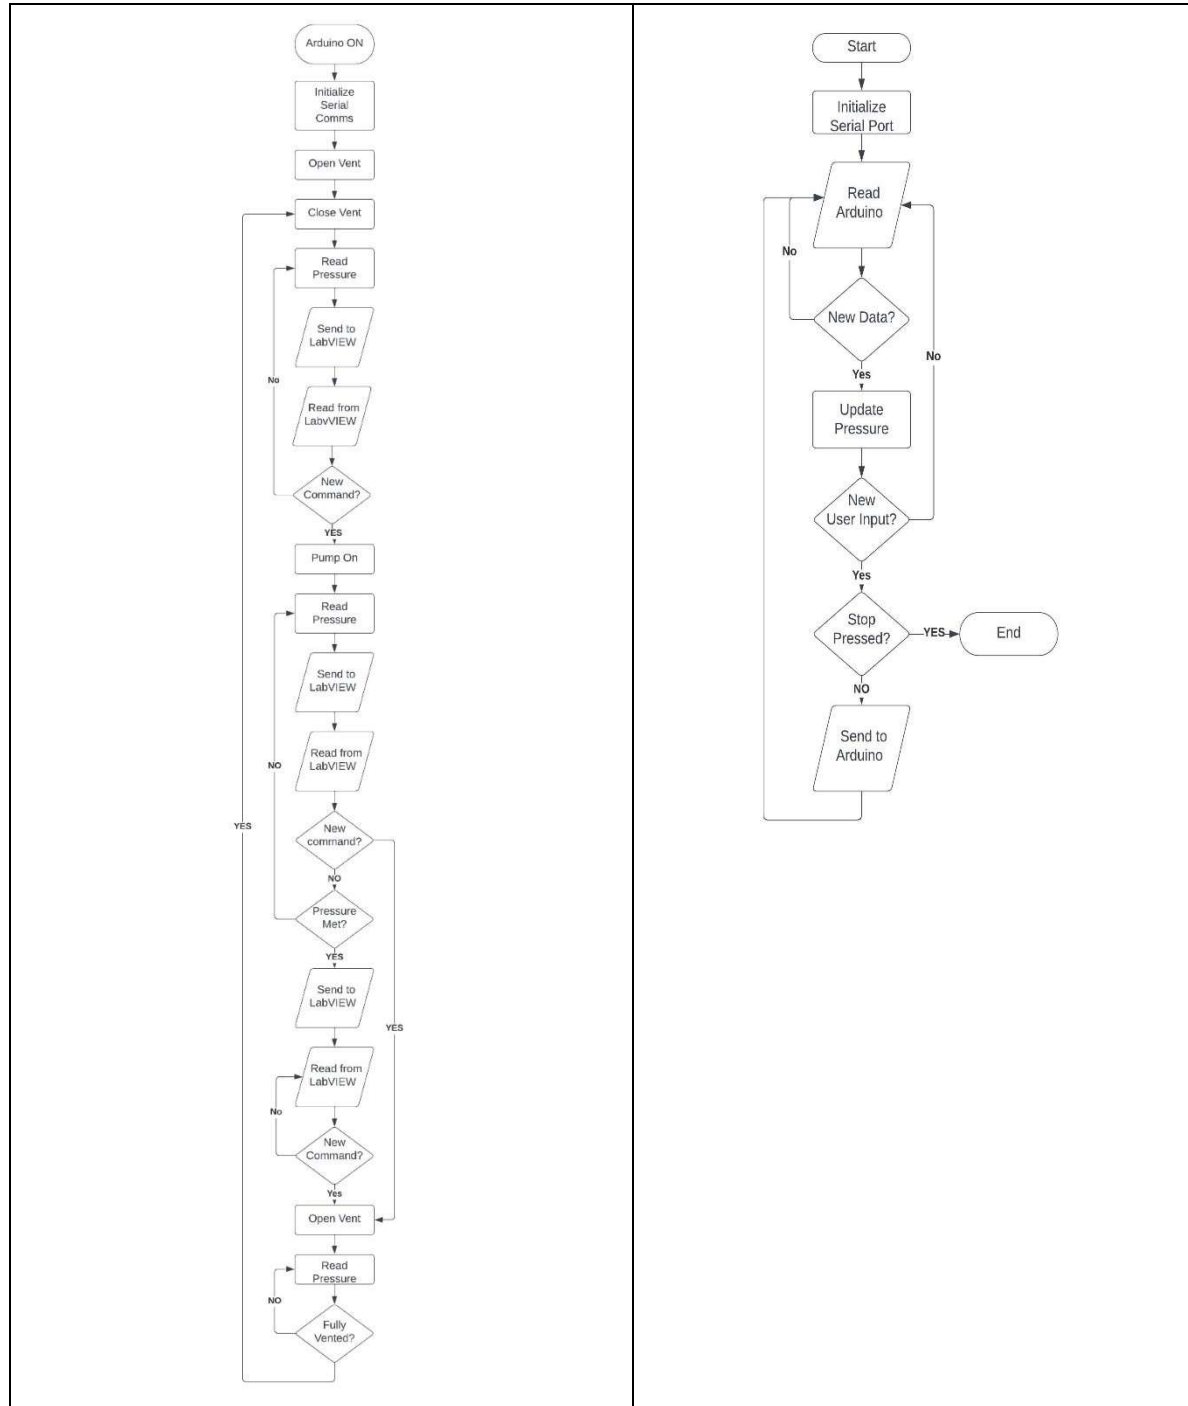 Arduino ON
Initialize
Serial
Comms
Open Vent
Close Vent
Read
Pressure
Send to
LabVIEW
No
Read from
LabvVIEW
New
Command?
YES
Pump On
Read
Pressure
Send to
LabVIEW
Read from
LabVIEW
NO
YES
New
command?
NO
Pressure
Met?
YES
Send to
LabVIEW
YES
Read from
LabVIEW
No
New
Command?
Yes
Open Vent
Read
Pressure
NO
Fully
Vented?
Start
Initialize
Serial Port
Read
Arduino
No
New Data?
No
Yes
Update
Pressure
New
User Input?
Yes
Stop
Pressed?
YES
End
NO
Send to
Arduino